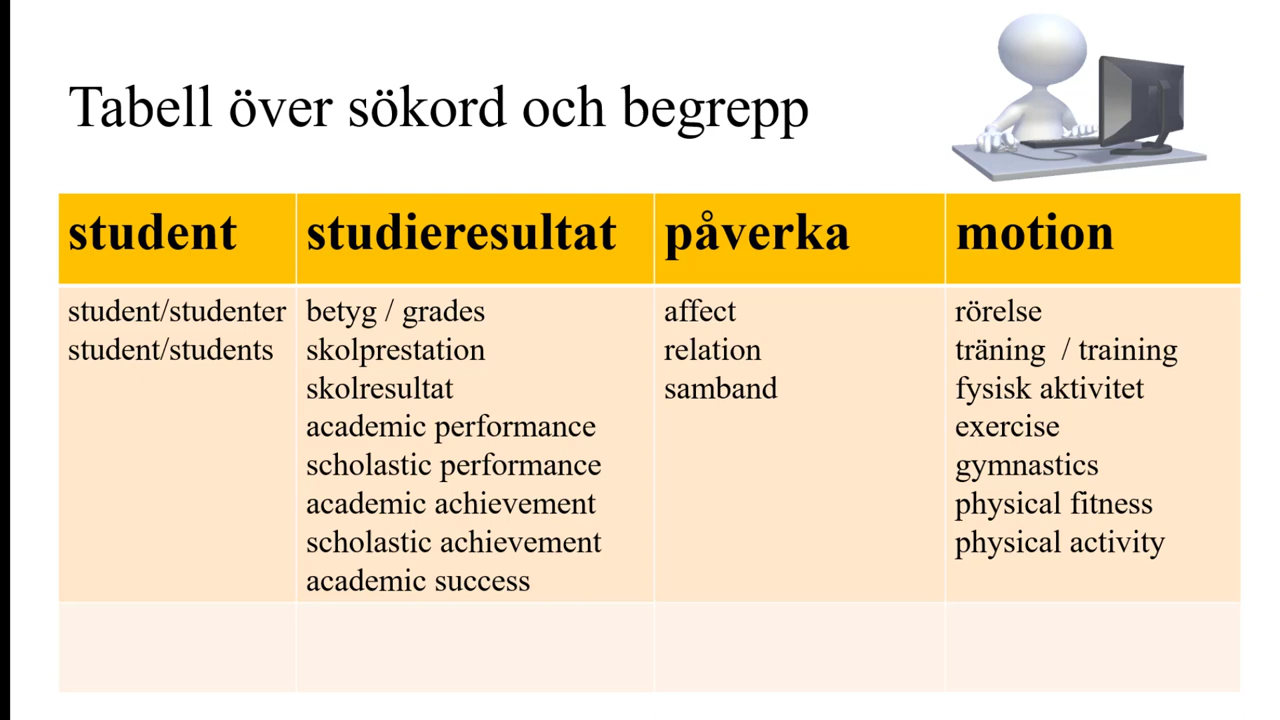 Tabell över sökord och begrepp
student
studieresultat
påverka
motion
student/studenter
student/students
betyg / grades
skolprestation
skolresultat
academic performance
scholastic performance
academic achievement
scholastic achievement
academic success
affect
relation
samband
rörelse
träning  / training
fysisk aktivitet
exercise
gymnastics
physical fitness
physical activity